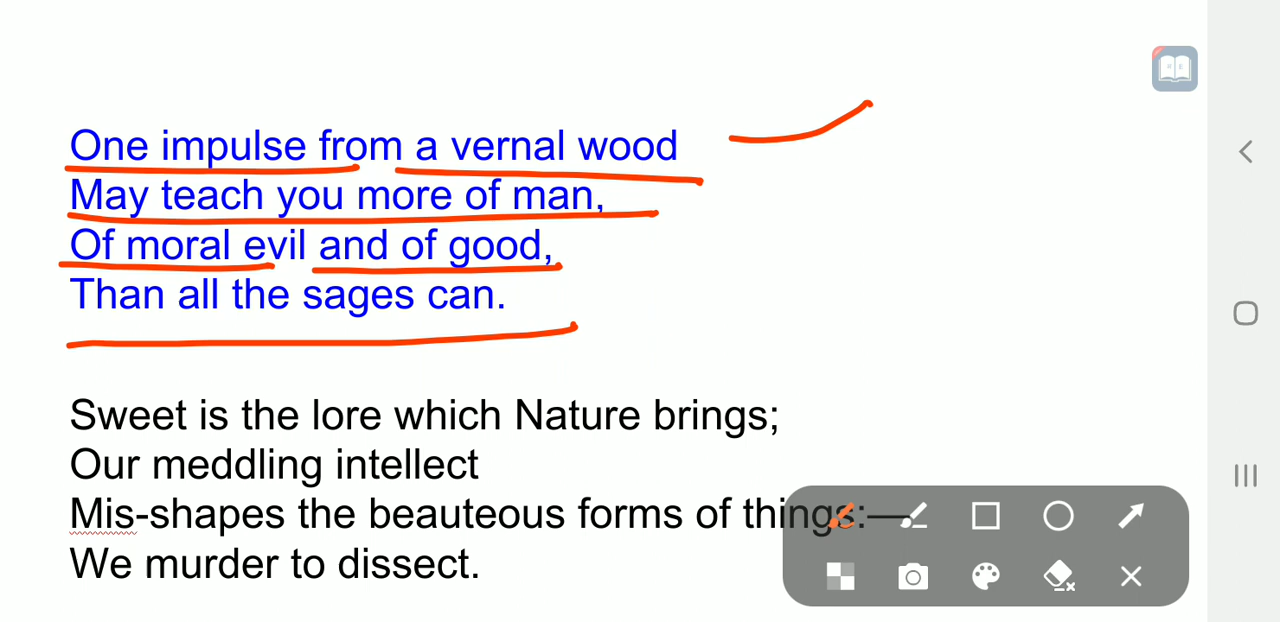 One impulse from a vernal wood
May teach you more of man,
Of moral evil and of good,
Than all the sages can.
Sweet is the lore which Nature brings;
Our meddling intellect
Mis-shapes the beauteous forms of things:—
We murder to dissect.